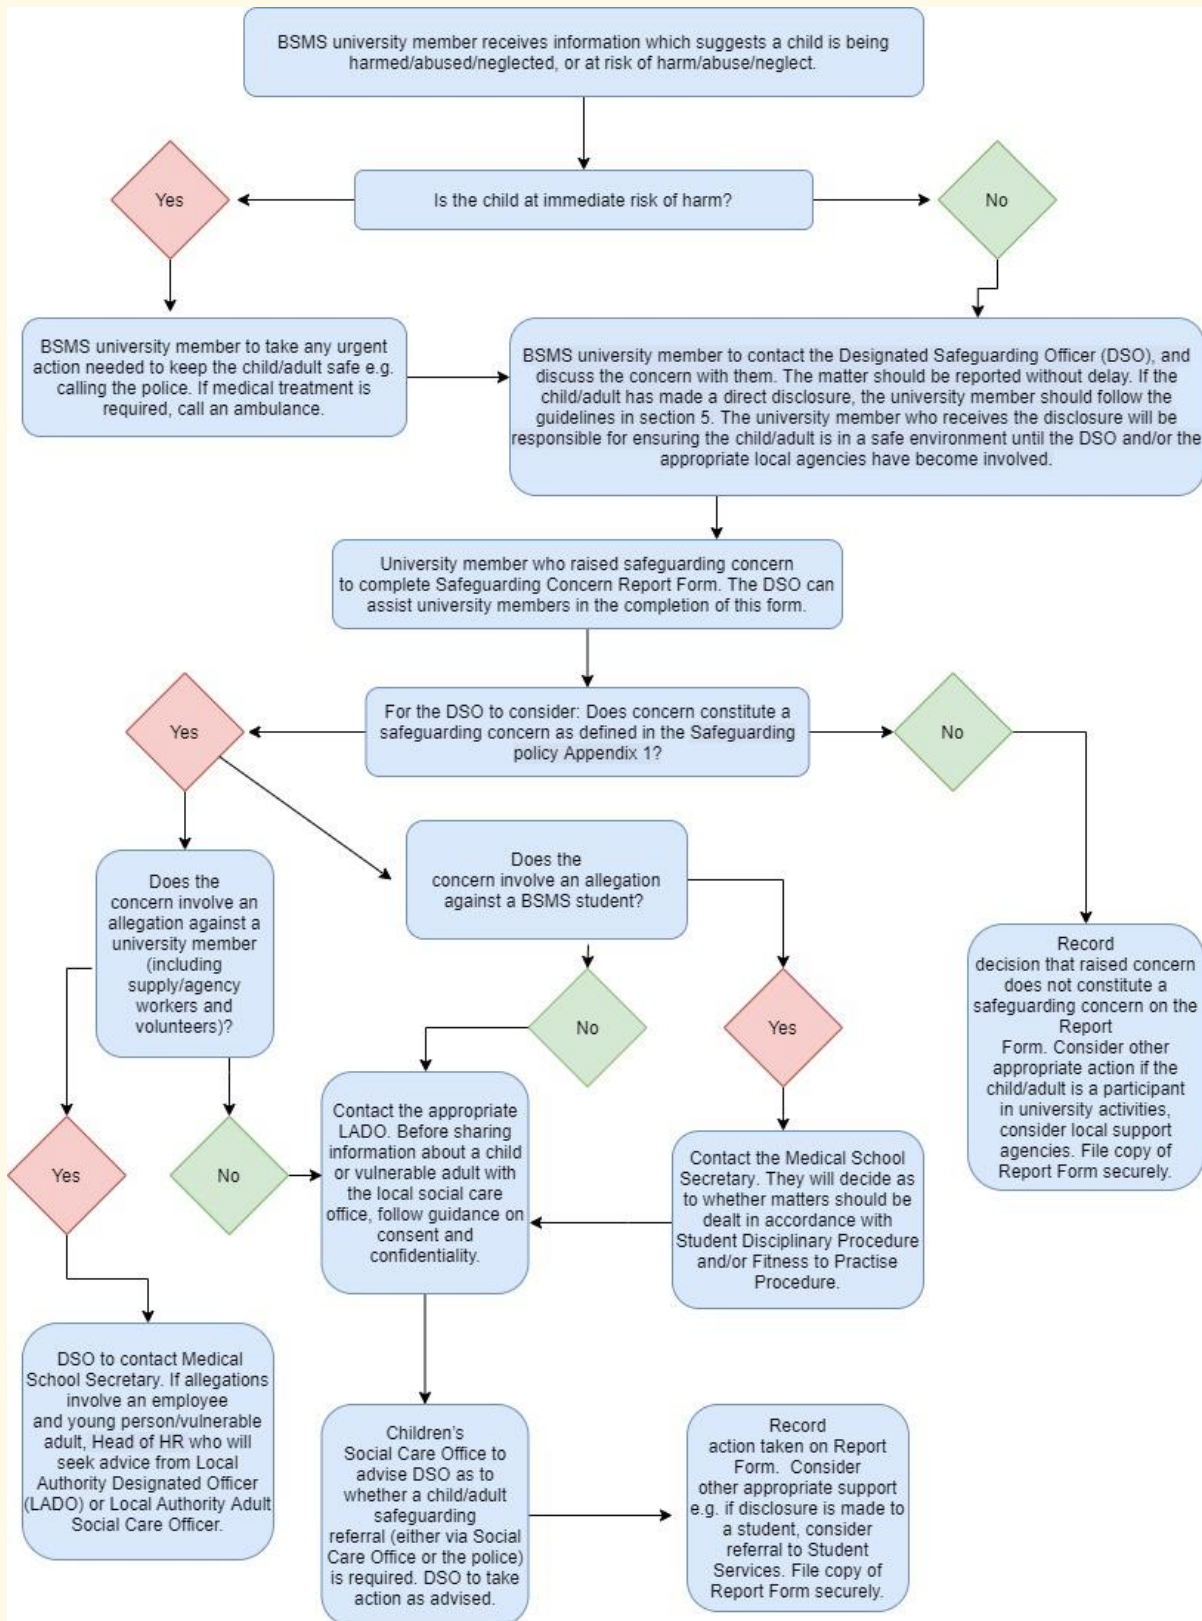 BSMS university member receives information which suggests a child is being
harmed/abused/neglected, or at risk of harm/abuse/neglect.
Yes
Is the child at immediate risk of harm?
No
BSMS university member to take any urgent
action needed to keep the child/adult safe e.g.
calling the police. If medical treatment is
required, call an ambulance.
BSMS university member to contact the Designated Safeguarding Officer (DSO), and
discuss the concern with them. The matter should be reported without delay. If the
child/adult has made a direct disclosure, the university member should follow the
guidelines in section 5. The university member who receives the disclosure will be
responsible for ensuring the child/adult is in a safe environment until the DSO and/or the
appropriate local agencies have become involved.
University member who raised safeguarding concern
to complete Safeguarding Concern Report Form. The DSO can
assist university members in the completion of this form.
Yes
For the DSO to consider: Does concern constitute a
safeguarding concern as defined in the Safeguarding
policy Appendix 1?
No
Does the
concern involve an
allegation against a
university member
(including
supply/agency
workers and
volunteers)?
Does the
concern involve an allegation
against a BSMS student?
Record
decision that raised concern
does not constitute a
safeguarding concern on the
Report
Form. Consider other
appropriate action if the
child/adult is a participant
in university activities,
consider local support
agencies. File copy of
Report Form securely.
No
Yes
Yes
No
Contact the appropriate
LADO. Before sharing
information about a child
or vulnerable adult with
the local social care
office, follow guidance on
consent and
confidentiality.
Contact the Medical School
Secretary. They will decide as
to whether matters should be
dealt in accordance with
Student Disciplinary Procedure
and/or Fitness to Practise
Procedure.
DSO to contact Medical
School Secretary. If allegations
involve an employee
and young person/vulnerable
adult, Head of HR who will
seek advice from Local
Authority Designated Officer
(LADO) or Local Authority Adult
Social Care Officer.
Children's
Social Care Office to
advise DSO as to
whether a child/adult
safeguarding
referral (either via Social
Care Office or the police)
is required. DSO to take
action as advised.
Record
action taken on Report
Form. Consider
other appropriate support
e.g. if disclosure is made to
a student, consider
referral to Student
Services. File copy of
Report Form securely.